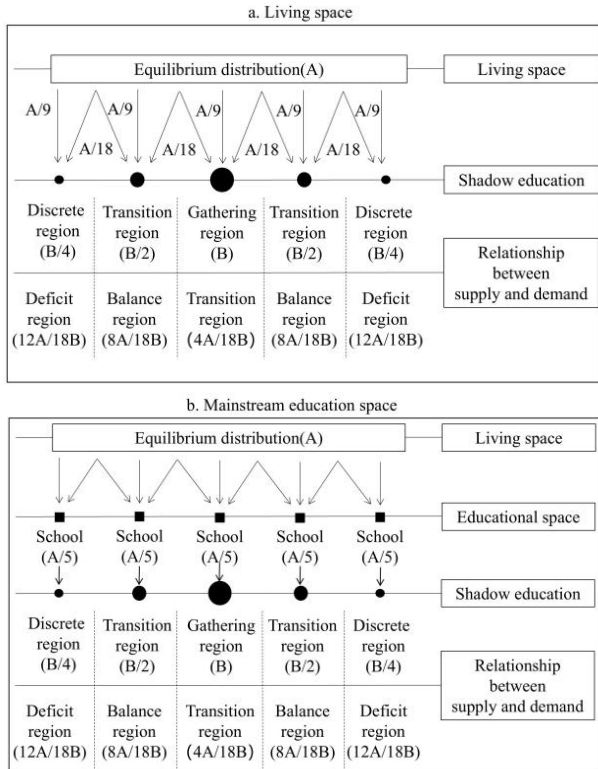 a. Living space
Equilibrium distribution(A)
Living space
A/9 A/9 A/9 A/9 A/9
A/18 A/18 A/18 A/18
Shadow education
Discrete Transition Gathering Transition Discrete
region region region region region
(B/4) (B/2) (B) (B/2) (B/4)
Relationship
between
supply and demand
Deficit Balance Transition Balance Deficit
region region region region region
(12A/18B) (8A/18B) (4A/18B) (8A/18B) (12A/18B)
b. Mainstream education space
Equilibrium distribution(A)
Living space
Educational space
School School School School School
(A/5) (A/5) (A/5) (A/5) (A/5)
Shadow education
Discrete Transition Gathering Transition Discrete
region region region region region
(B/4) (B/2) (B) (B/2) (B/4)
Relationship
between
supply and demand
Deficit Balance Transition Balance Deficit
region region region region region
(12A/18B) (8A/18B) (4A/18B) (8A/18B) (12A/18B)